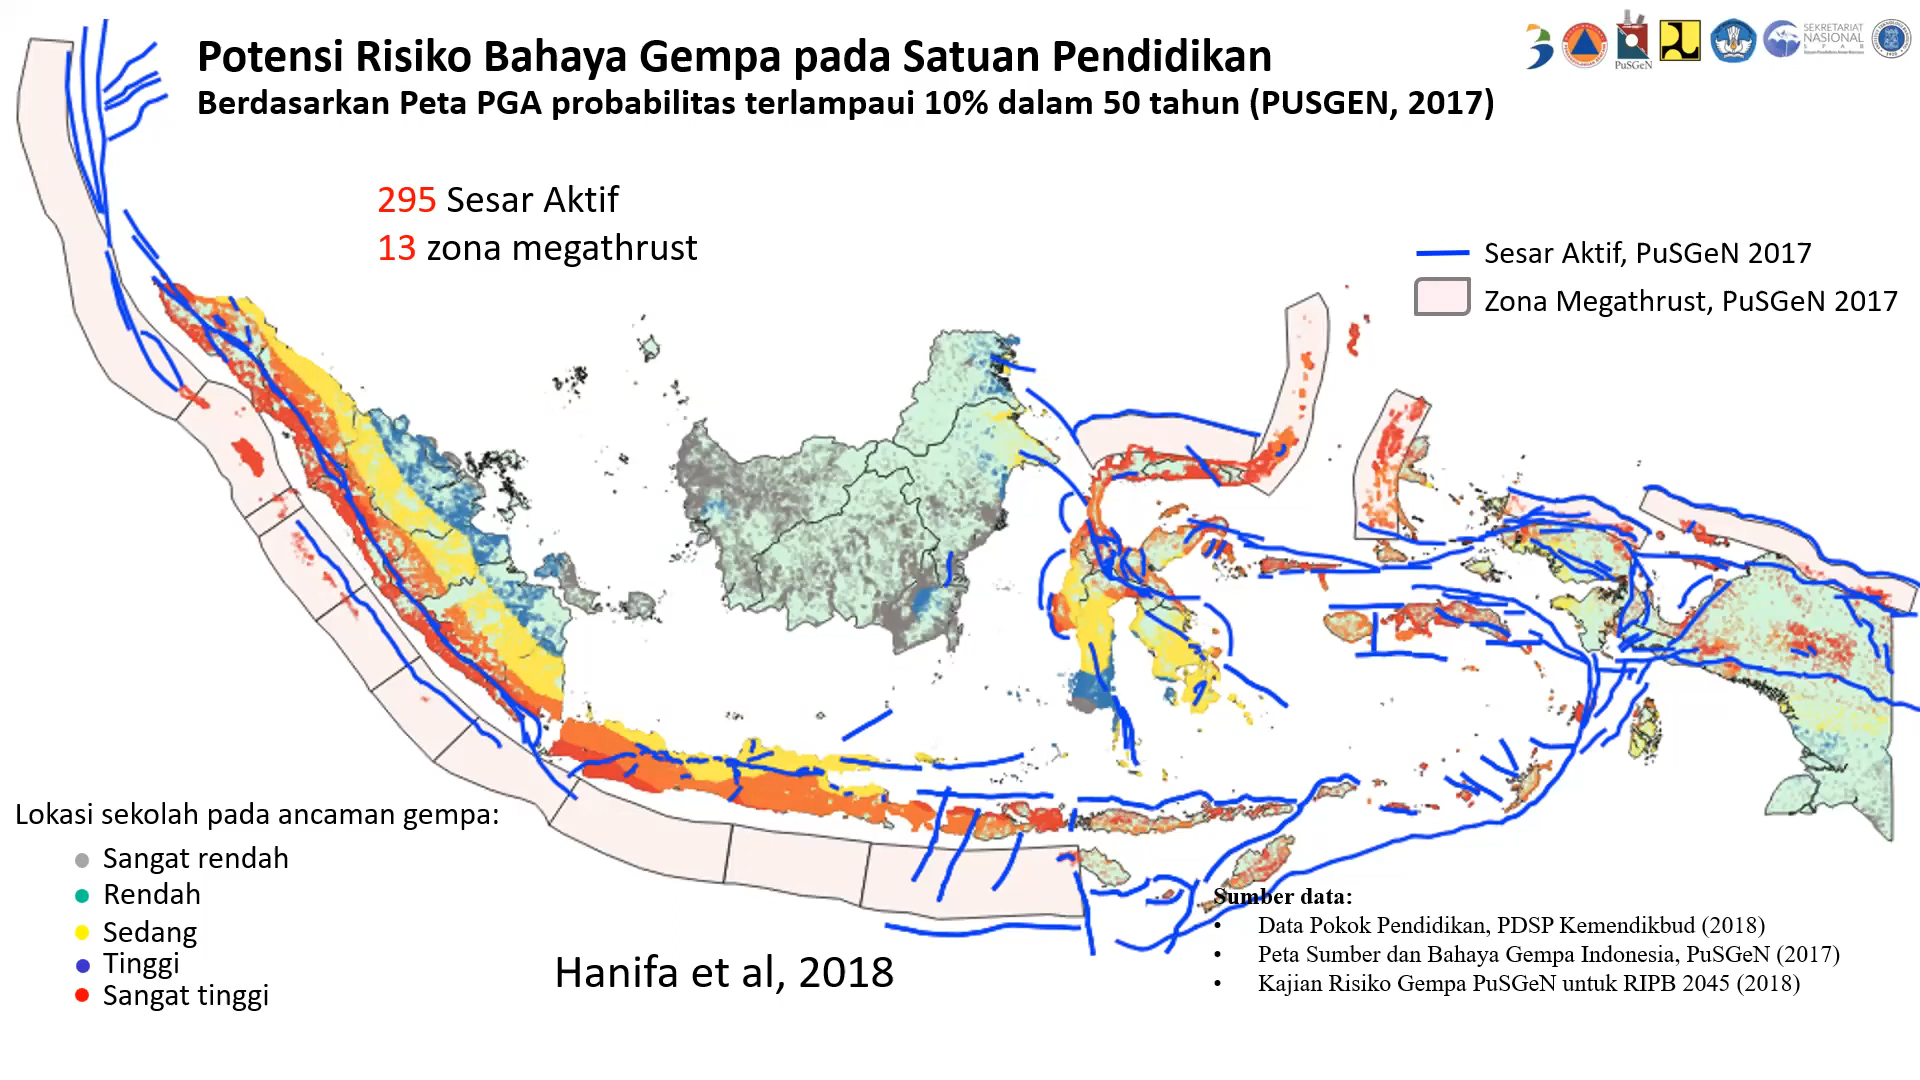 Potensi Risiko Bahaya Gempa pada Satuan Pendidikan
Berdasarkan Peta PGA probabilitas terlampaui 10% dalam 50 tahun (PUSGEN, 2017)
PuSGeN
SEKRETARIAT
NASIONAL
S P A B
295 Sesar Aktif
13 zona megathrust
Sesar Aktif, PuSGeN 2017
Zona Megathrust, PuSGeN 2017
Lokasi sekolah pada ancaman gempa:
Sangat rendah
Rendah
Sedang
Tinggi
Sangat tinggi
Hanifa et al, 2018
Sumber data:
• Data Pokok Pendidikan, PDSP Kemendikbud (2018)
• Peta Sumber dan Bahaya Gempa Indonesia, PuSGeN (2017)
• Kajian Risiko Gempa PuSGeN untuk RIPB 2045 (2018)